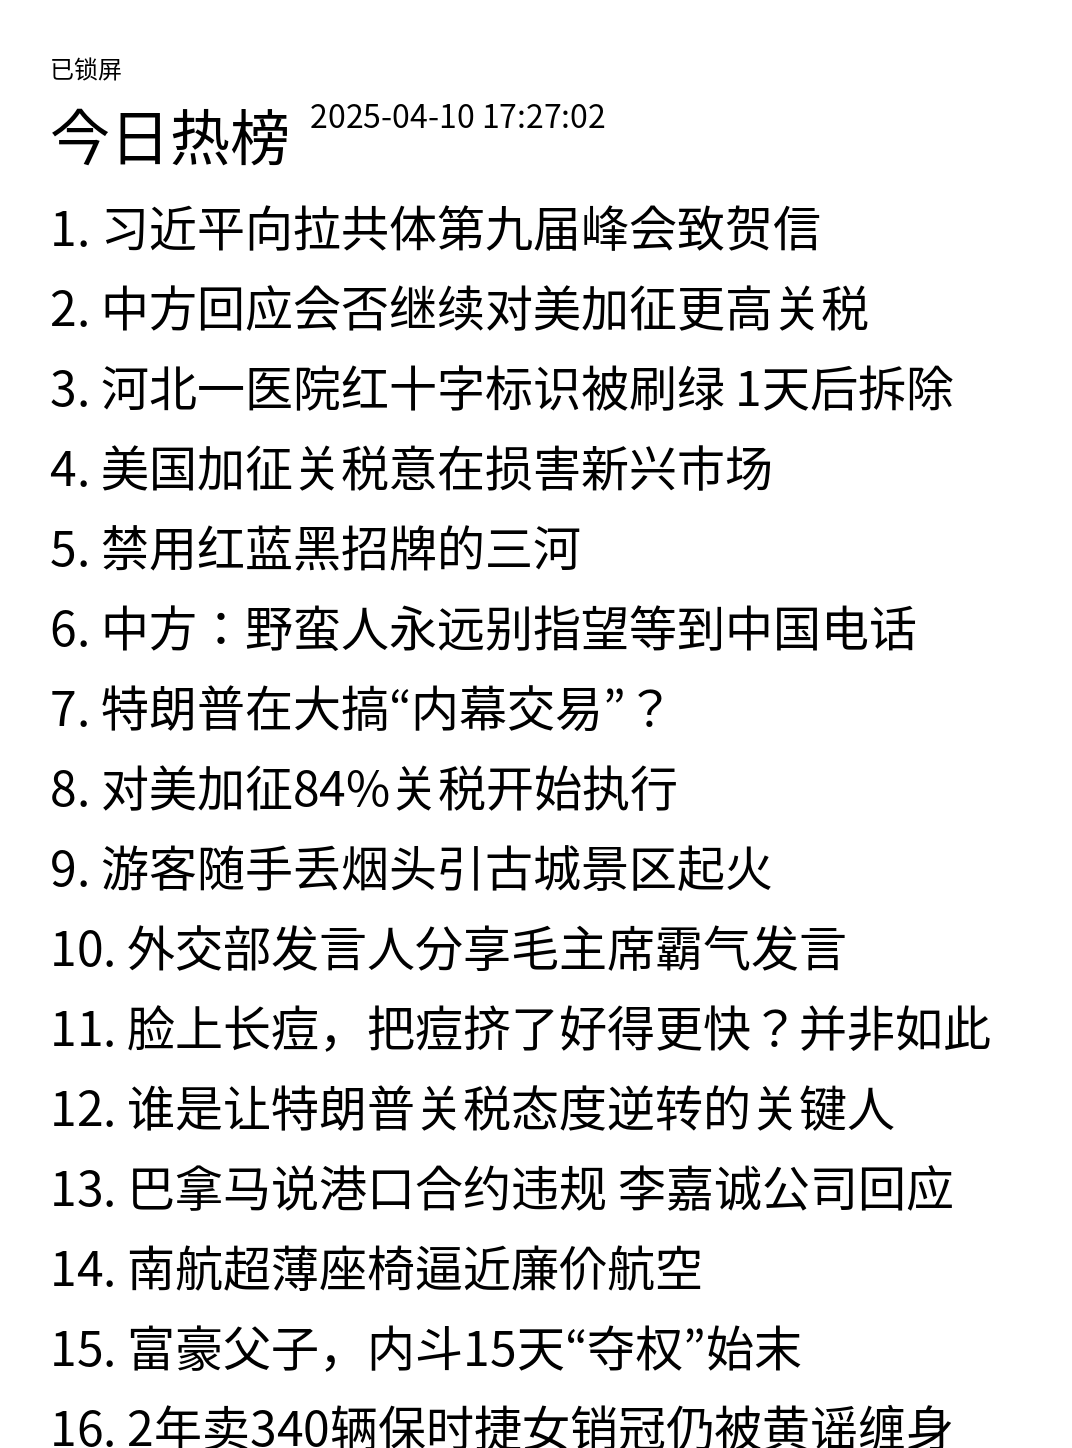 已锁屏
今日热榜 2025-04-10 17:27:02
1. 习近平向拉共体第九届峰会致贺信
2. 中方回应会否继续对美加征更高关税
3. 河北一医院红十字标识被刷绿 1天后拆除
4. 美国加征关税意在损害新兴市场
5. 禁用红蓝黑招牌的三河
6. 中方：野蛮人永远别指望等到中国电话
7. 特朗普在大搞“内幕交易”？
8. 对美加征84%关税开始执行
9. 游客随手丢烟头引古城景区起火
10. 外交部发言人分享毛主席霸气发言
11. 脸上长痘，把痘挤了好得更快？并非如此
12. 谁是让特朗普关税态度逆转的关键人
13. 巴拿马说港口合约违规 李嘉诚公司回应
14. 南航超薄座椅逼近廉价航空
15. 富豪父子，内斗15天“夺权”始末
16. 2年卖340辆保时捷女销冠仍被黄谣缠身